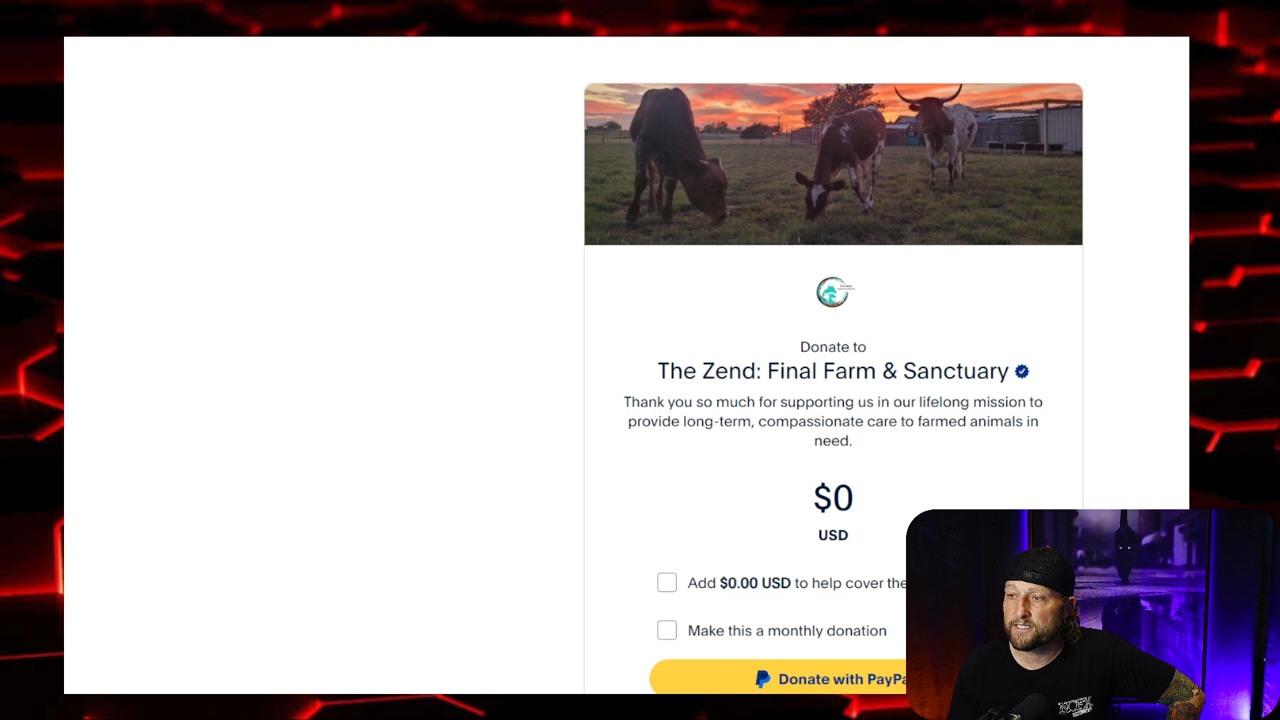 Donate to
The Zend: Final Farm & Sanctuary
Thank you so much for supporting us in our lifelong mission to
provide long-term, compassionate care to farmed animals in
need.
$0
USD
Add $0.00 USD to help cover the
Make this a monthly donation
Donate with PayPa
NOFX